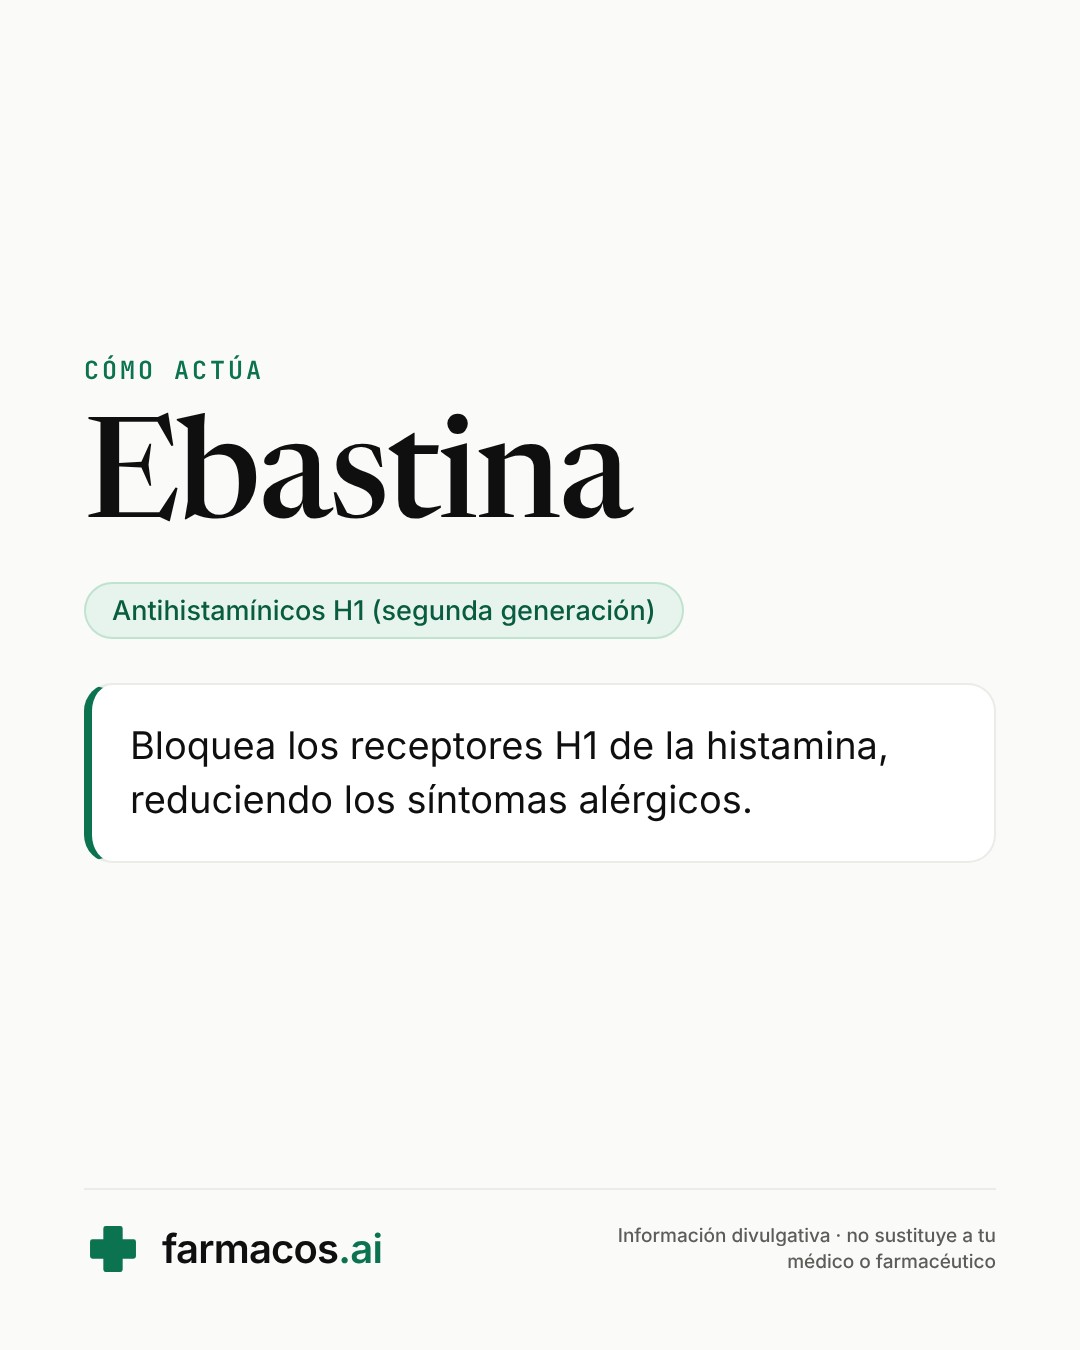 CÓMO ACTÚA
Ebastina
Antihistamínicos H1 (segunda generación)
Bloquea los receptores H1 de la histamina,
reduciendo los síntomas alérgicos.
farmacos.ai
Información divulgativa · no sustituye a tu
médico o farmacéutico